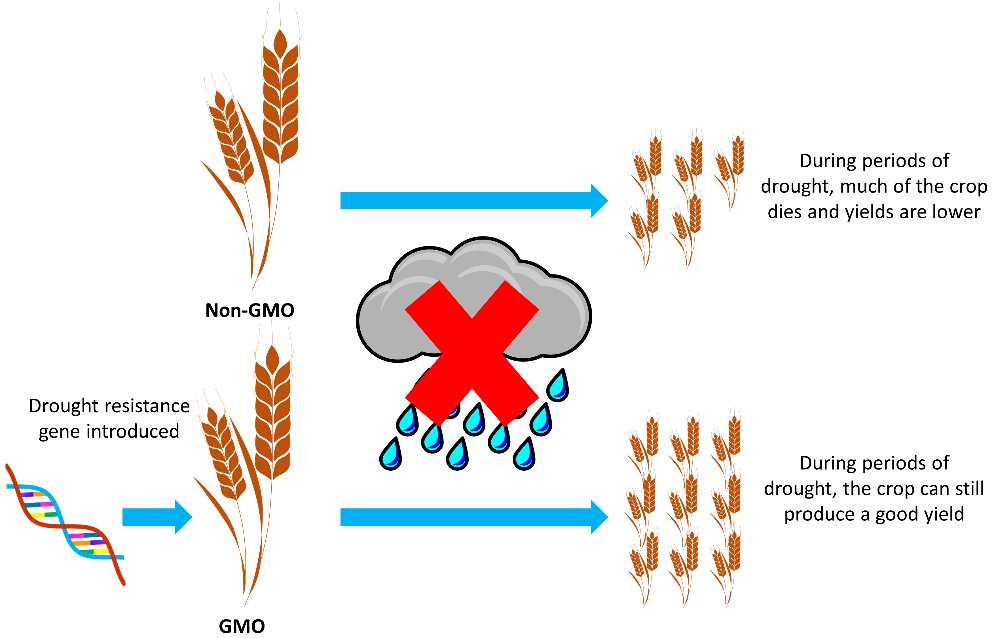 During periods of
drought, much of the crop
dies and yields are lower
Non-GMO
Drought resistance
gene introduced
During periods of
drought, the crop can still
produce a good yield
GMO